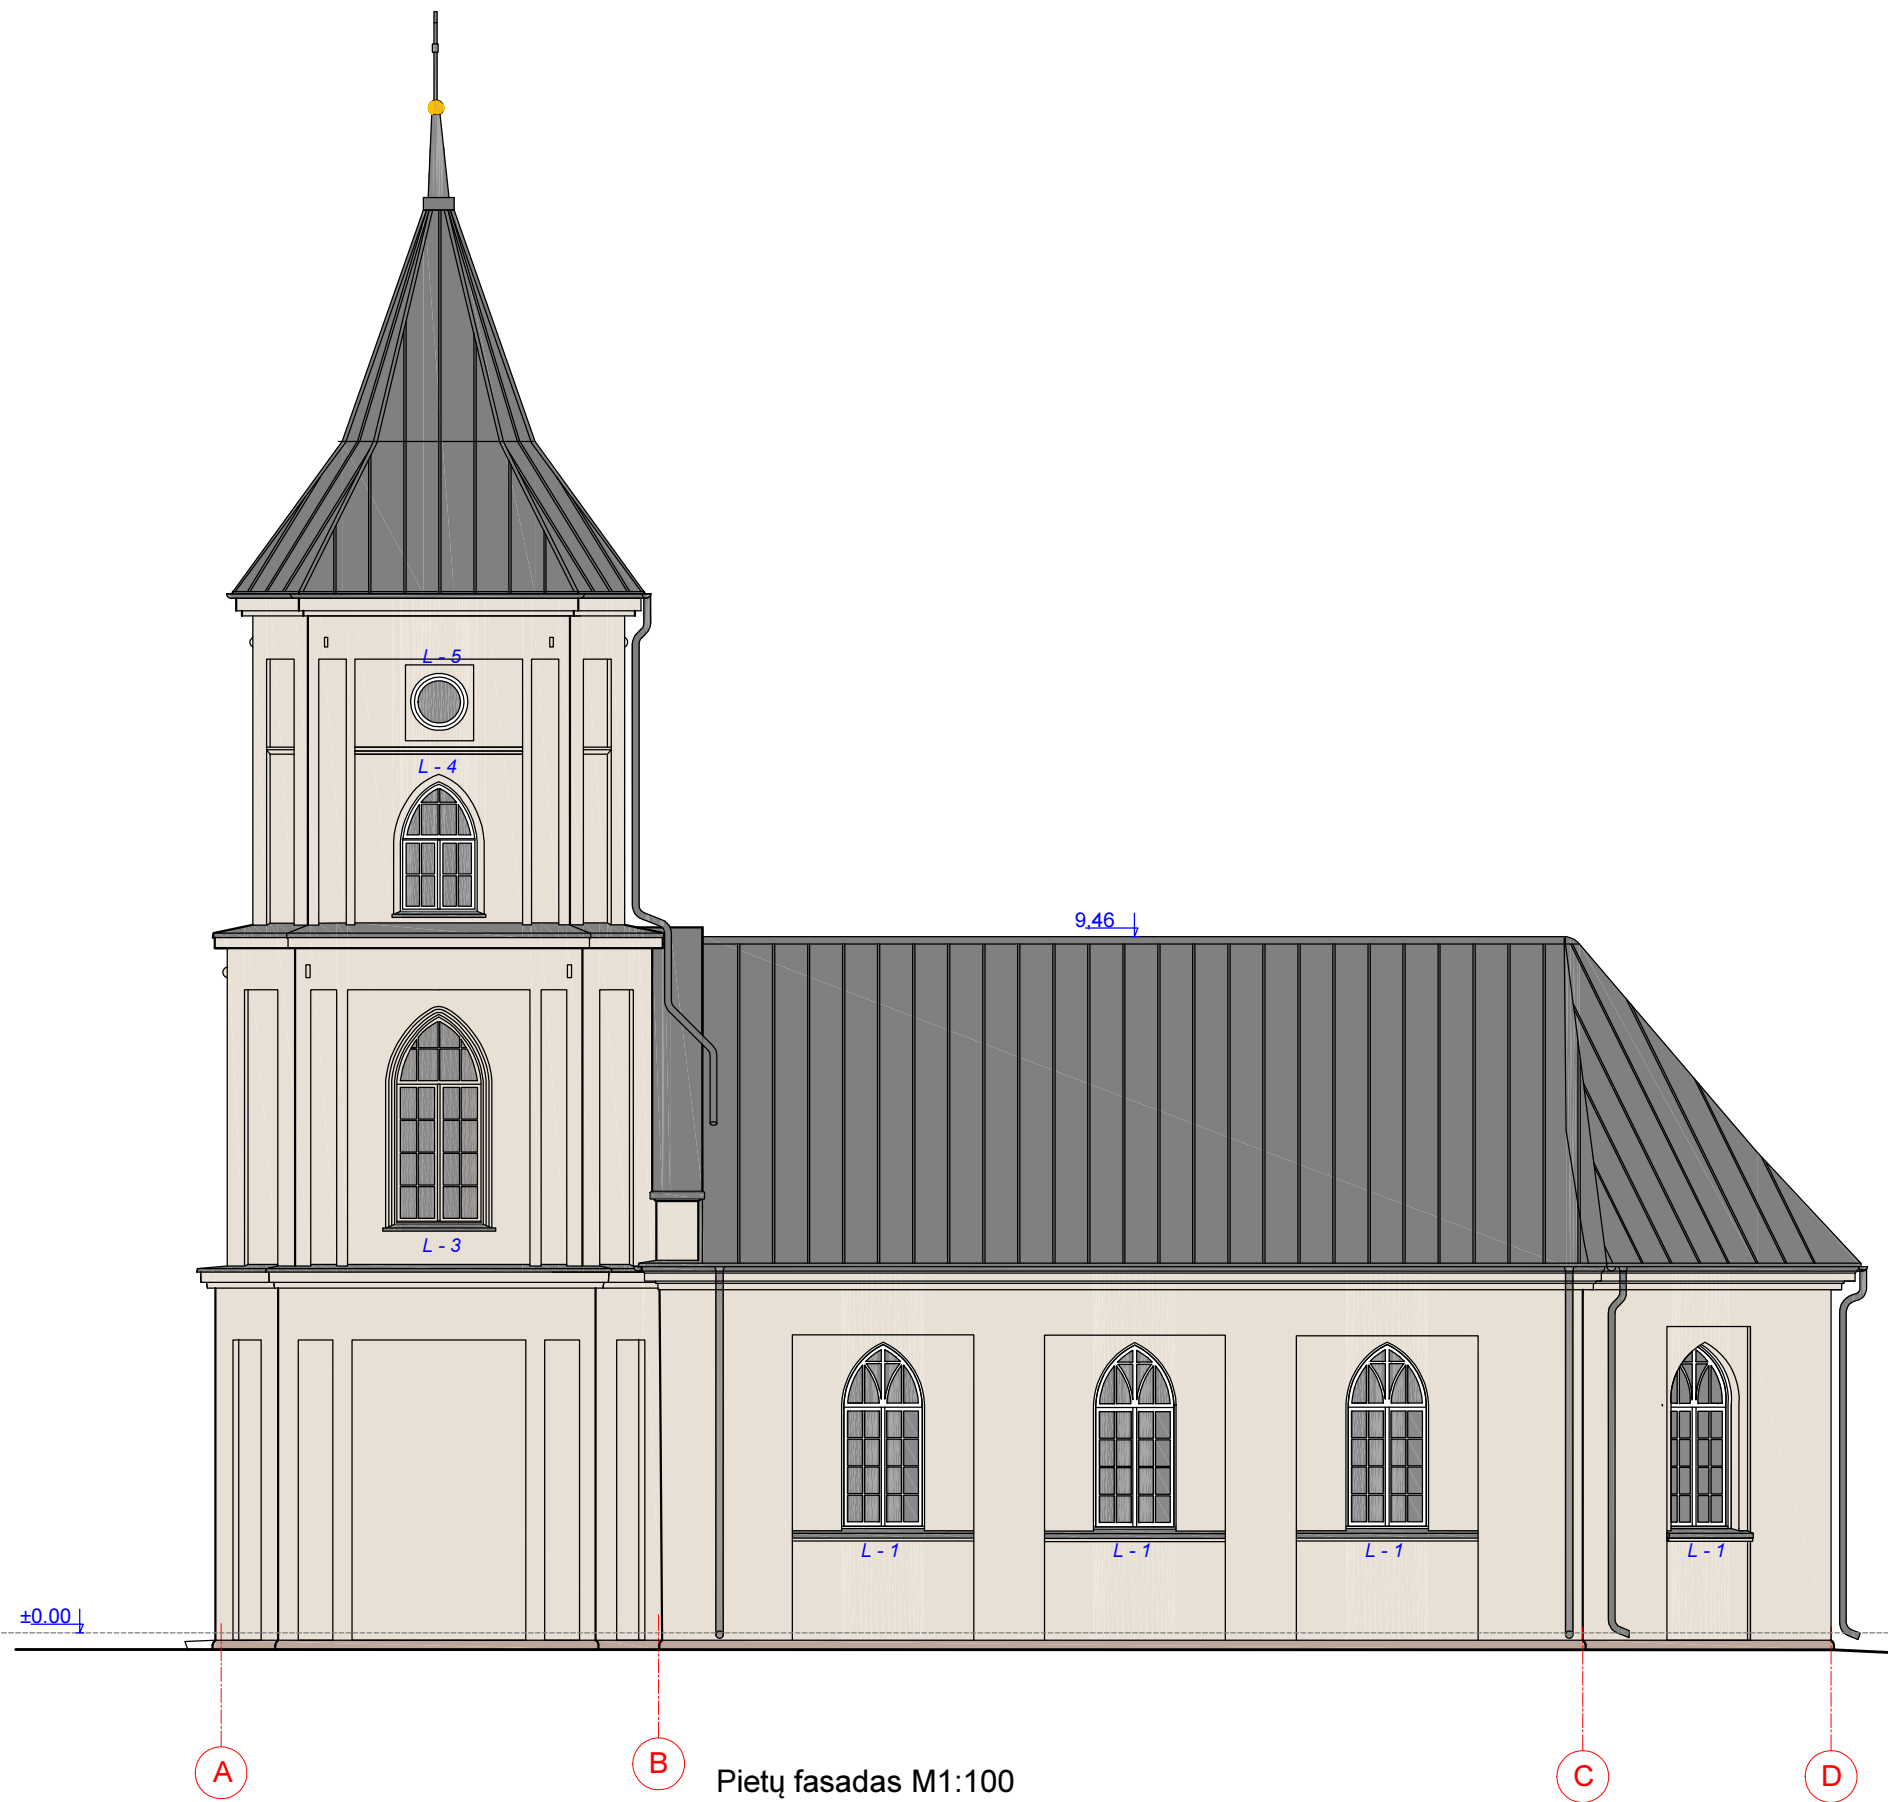 L - 5
L - 4
9,46
L - 3
L - 1 L - 1 L - 1 L - 1
±0.00
A B C D
Pietų fasadas M1:100